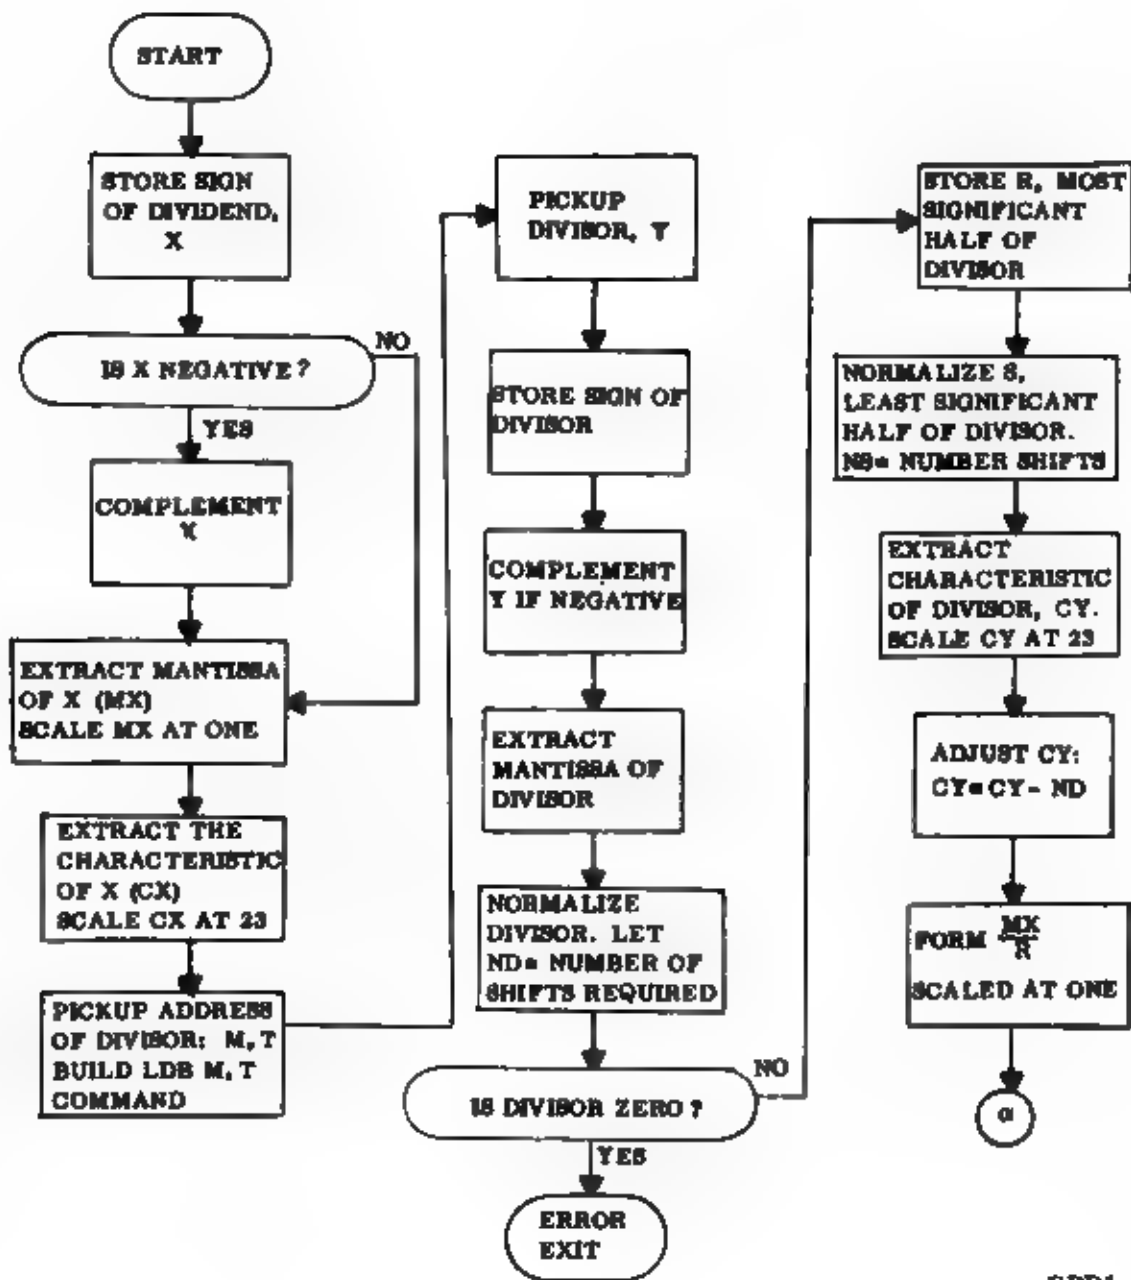 START
STORE SIGN
OF DIVIDEND,
X
IS X NEGATIVE?
NO
YES
COMPLEMENT
X
EXTRACT MANTISSA
OF X (MX)
SCALE MX AT ONE
EXTRACT THE
CHARACTERISTIC
OF X (CX)
SCALE CX AT 23
PICKUP ADDRESS
OF DIVISOR: M, T
BUILD LDB M, T
COMMAND
PICKUP
DIVISOR, Y
STORE SIGN OF
DIVISOR
COMPLEMENT
Y IF NEGATIVE
EXTRACT
MANTISSA OF
DIVISOR
NORMALIZE
DIVISOR. LET
ND= NUMBER OF
SHIFTS REQUIRED
IS DIVISOR ZERO?
NO
YES
ERROR
EXIT
STORE R, MOST
SIGNIFICANT
HALF OF
DIVISOR
NORMALIZE S,
LEAST SIGNIFICANT
HALF OF DIVISOR.
NS= NUMBER SHIFTS
EXTRACT
CHARACTERISTIC
OF DIVISOR, CY.
SCALE CY AT 23
ADJUST CY:
CY=CY- ND
FORM MX/R
SCALED AT ONE
α